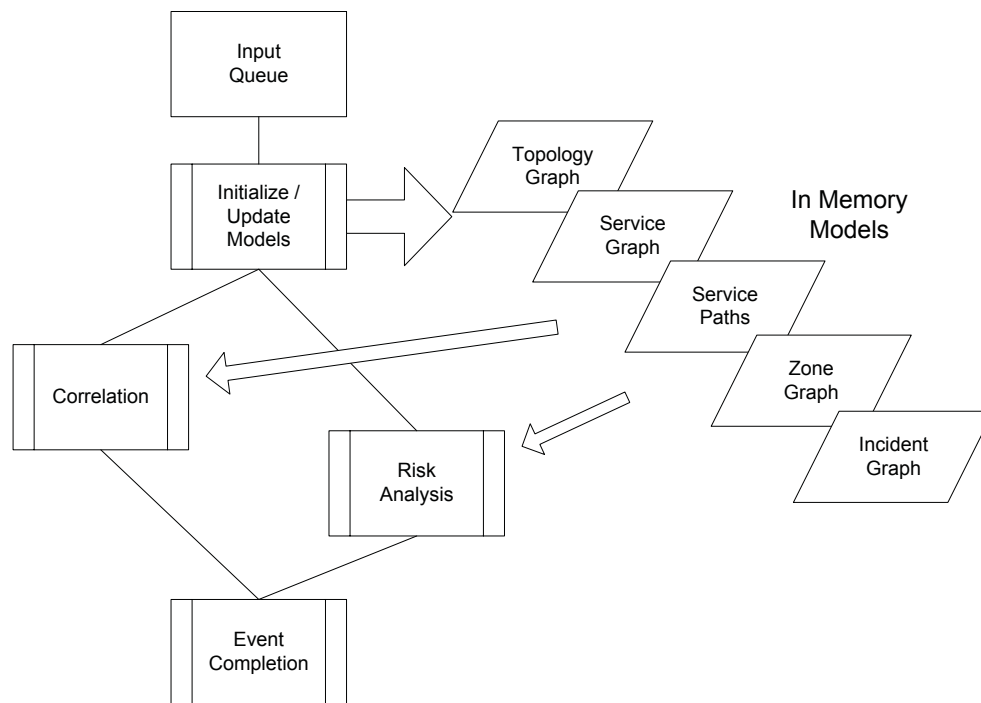 Input
Queue
Initialize /
Update
Models
Topology
Graph
Service
Graph
In Memory
Models
Service
Paths
Correlation
Zone
Graph
Incident
Graph
Risk
Analysis
Event
Completion